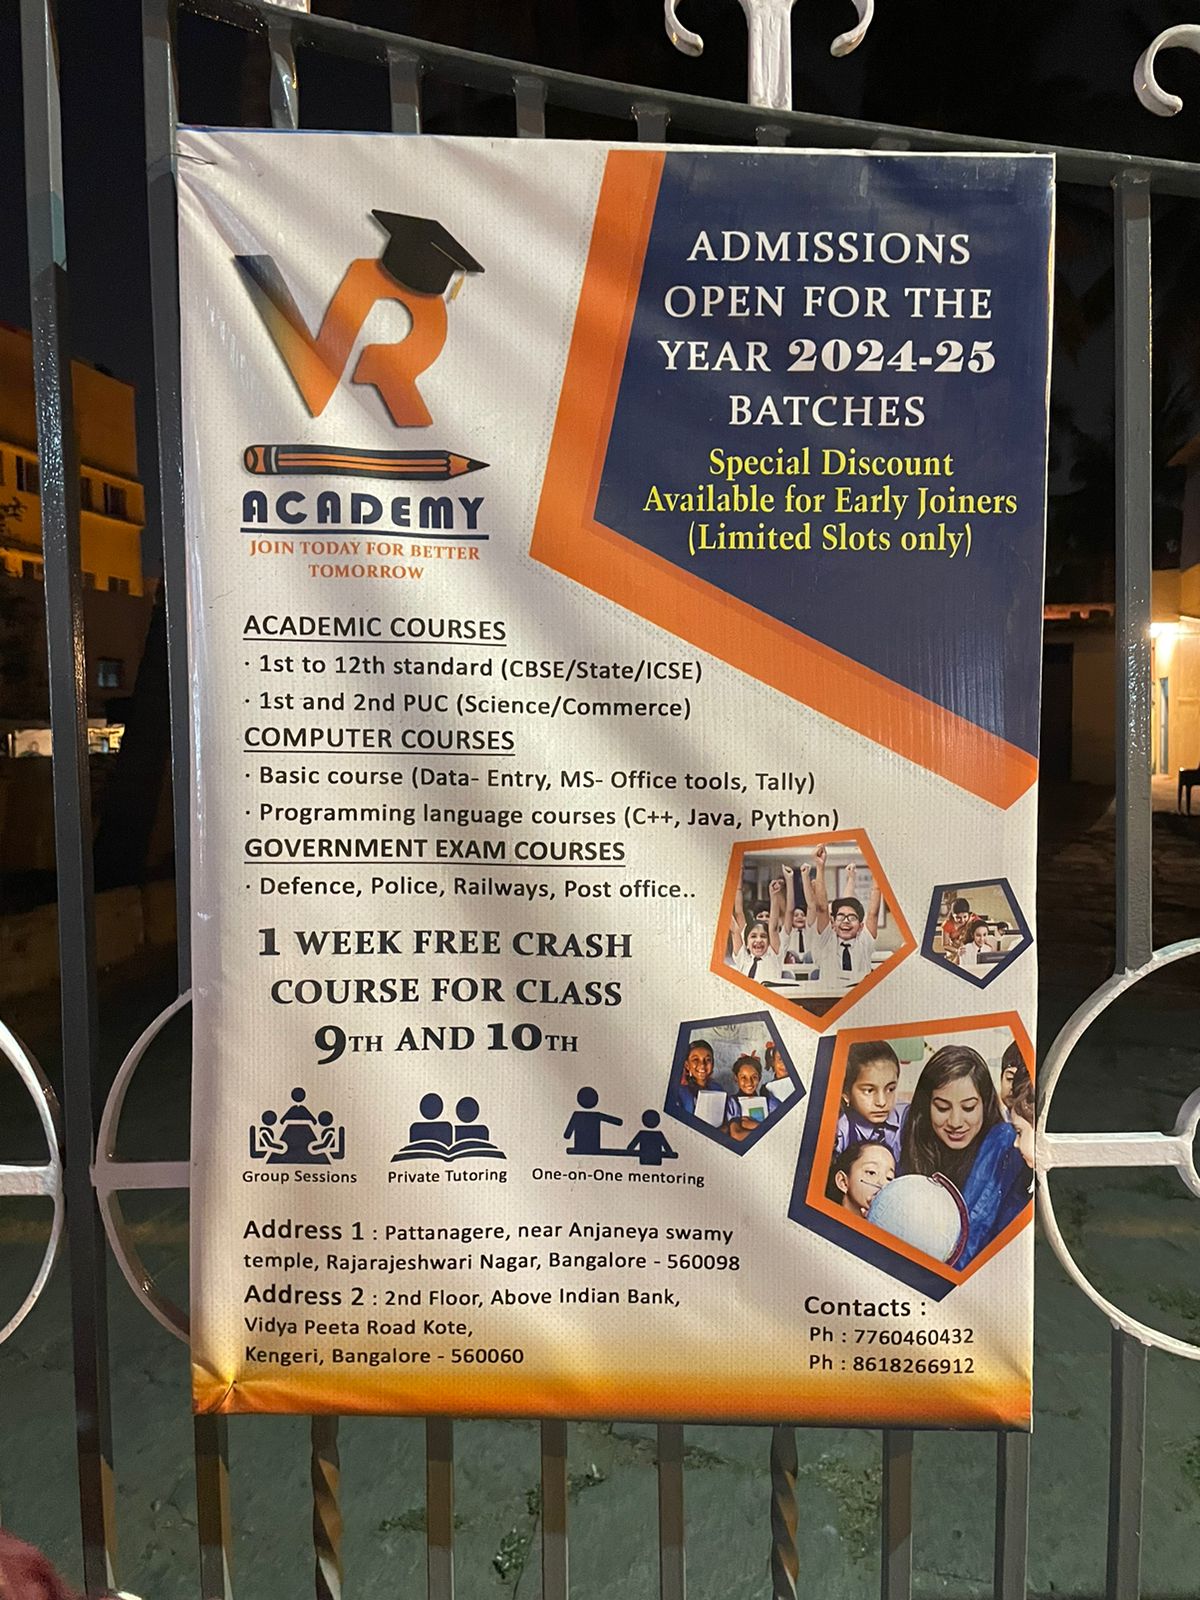 VR
ACADEMY
JOIN TODAY FOR BETTER
TOMORROW
ADMISSIONS
OPEN FOR THE
YEAR 2024-25
BATCHES
Special Discount
Available for Early Joiners
(Limited Slots only)
ACADEMIC COURSES
· 1st to 12th standard (CBSE/State/ICSE)
· 1st and 2nd PUC (Science/Commerce)
COMPUTER COURSES
· Basic course (Data- Entry, MS- Office tools, Tally)
· Programming language courses (C++, Java, Python)
GOVERNMENT EXAM COURSES
· Defence, Police, Railways, Post office..
1 WEEK FREE CRASH
COURSE FOR CLASS
9TH AND 10TH
Group Sessions
Private Tutoring
One-on-One mentoring
Address 1 : Pattanagere, near Anjaneya swamy
temple, Rajarajeshwari Nagar, Bangalore - 560098
Address 2 : 2nd Floor, Above Indian Bank,
Vidya Peeta Road Kote,
Kengeri, Bangalore - 560060
Contacts :
Ph : 7760460432
Ph : 8618266912